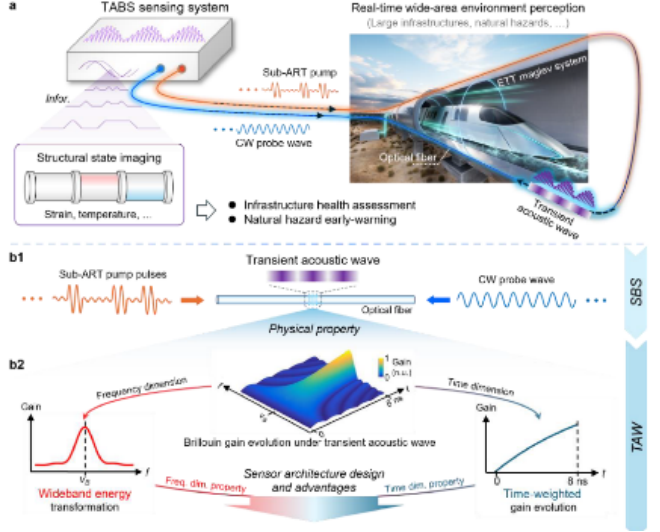 a
TABS sensing system
Real-time wide-area environment perception
(Large infrastructures, natural hazards, ...)
Sub-ART pump
Infor.
CW probe wave
ETT maglev system
Optical fiber
Structural state imaging
Strain, temperature, ...
Infrastructure health assessment
Natural hazard early-warning
Transient
acoustic wave
b1
Sub-ART pump pulses
Transient acoustic wave
CW probe wave
Optical fiber
SBS
Physical property
b2
Frequency dimension
1 Gain
0 [n.u.]
Time dimension
f
t
0
8 ns
Gain
Gain
Brillouin gain evolution under transient acoustic wave
TAW
f
0
8 ns
t
Wideband energy
transformation
Freq. dim. property
Sensor architecture design
and advantages
Time dim. property
Time-weighted
gain evolution